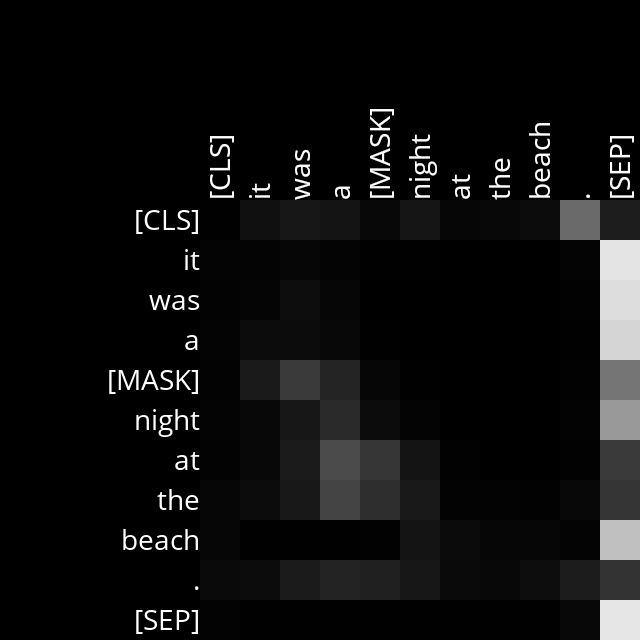 [CLS] it was a [MASK] night at the beach . [SEP]
[CLS]
it
was
a
[MASK]
night
at
the
beach
.
[SEP]